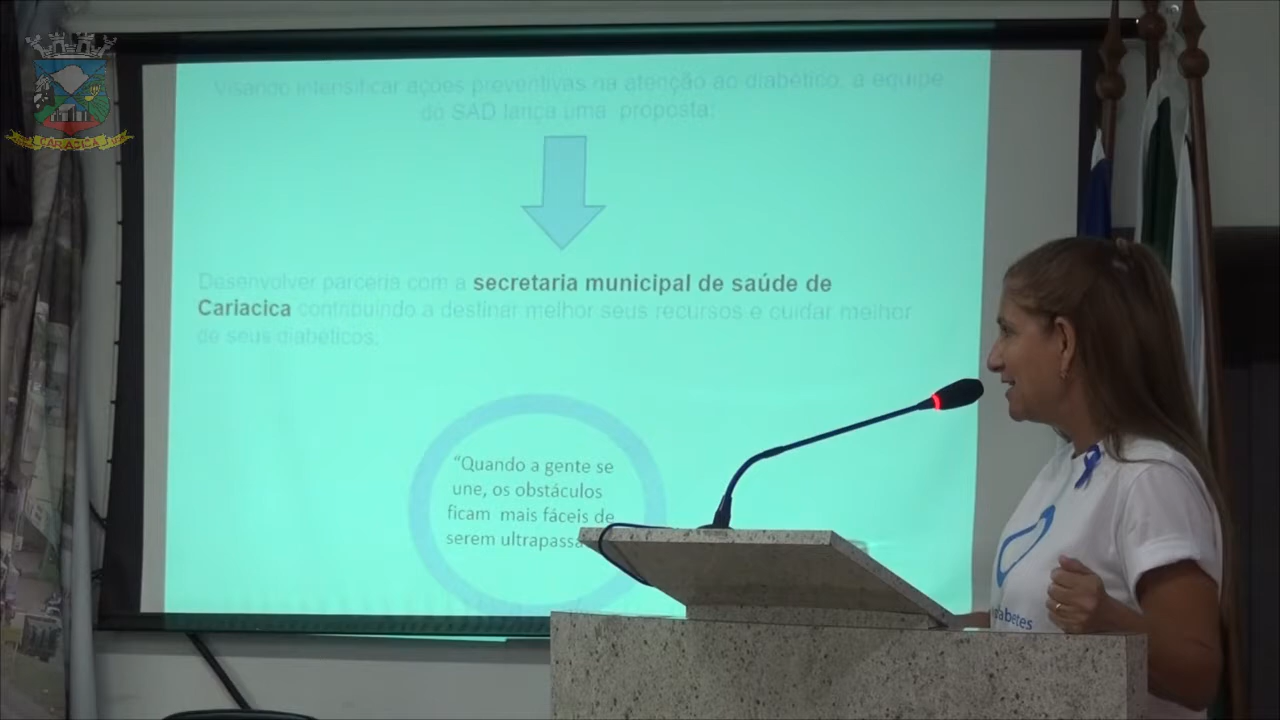 Visando intensificar ações preventivas na atenção ao diabético, a equipe
do SAD lança uma proposta:
Desenvolver parceria com a secretaria municipal de saúde de
Cariacica contribuindo a destinar melhor seus recursos e cuidar melhor
de seus diabéticos;
“Quando a gente se
une, os obstáculos
ficam mais fáceis de
serem ultrapassa
CARIACICA
abetes